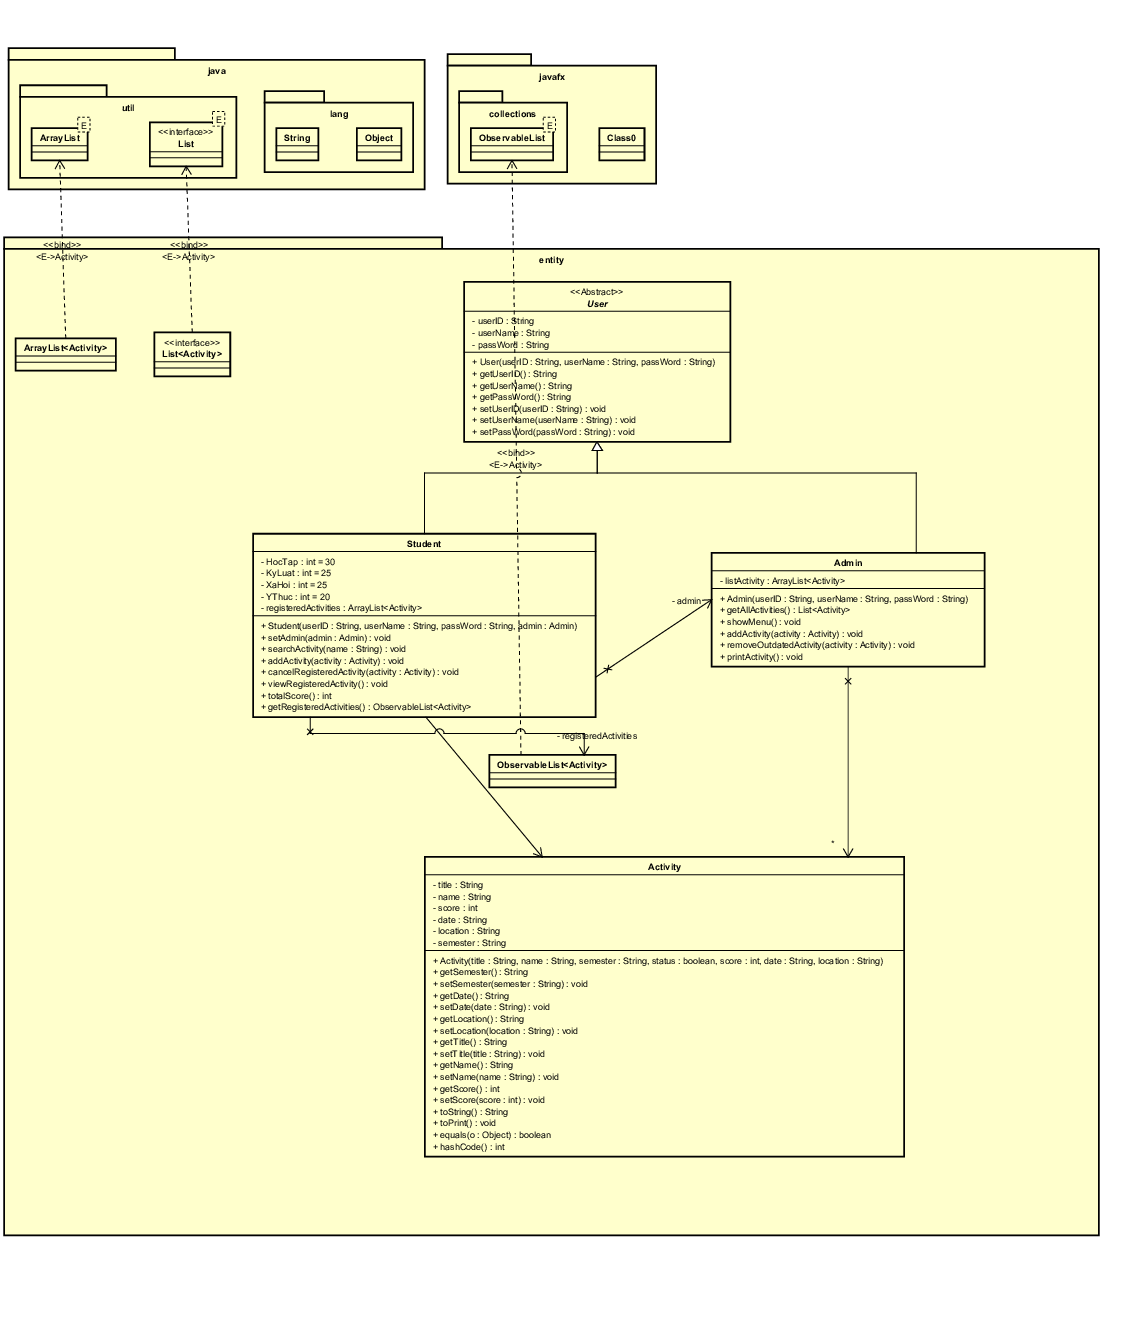 java
util
E
ArrayList
E
<<interface>>
List
lang
String
Object
javafx
collections
E
ObservableList
Class0
<<bind>>
<E->Activity>
<<bind>>
<E->Activity>
entity
ArrayList<Activity>
<<interface>>
List<Activity>
<<Abstract>>
User
- userID : String
- userName : String
- passWord : String
+ User(userID : String, userName : String, passWord : String)
+ getUserID() : String
+ getUserName() : String
+ getPassWord() : String
+ setUserID(userID : String) : void
+ setUserName(userName : String) : void
+ setPassWord(passWord : String) : void
<<bind>>
<E->Activity>
Student
- HocTap : int = 30
- KyLuat : int = 25
- XaHoi : int = 25
- YThuc : int = 20
- registeredActivities : ArrayList<Activity>
+ Student(userID : String, userName : String, passWord : String, admin : Admin)
+ setAdmin(admin : Admin) : void
+ searchActivity(name : String) : void
+ addActivity(activity : Activity) : void
+ cancelRegisteredActivity(activity : Activity) : void
+ viewRegisteredActivity() : void
+ totalScore() : int
+ getRegisteredActivities() : ObservableList<Activity>
- admin
Admin
- listActivity : ArrayList<Activity>
+ Admin(userID : String, userName : String, passWord : String)
+ getAllActivities() : List<Activity>
+ showMenu() : void
+ addActivity(activity : Activity) : void
+ removeOutdatedActivity(activity : Activity) : void
+ printActivity() : void
- registeredActivities
ObservableList<Activity>
*
Activity
- title : String
- name : String
- score : int
- date : String
- location : String
- semester : String
+ Activity(title : String, name : String, semester : String, status : boolean, score : int, date : String, location : String)
+ getSemester() : String
+ setSemester(semester : String) : void
+ getDate() : String
+ setDate(date : String) : void
+ getLocation() : String
+ setLocation(location : String) : void
+ getTitle() : String
+ setTitle(title : String) : void
+ getName() : String
+ setName(name : String) : void
+ getScore() : int
+ setScore(score : int) : void
+ toString() : String
+ toPrint() : void
+ equals(o : Object) : boolean
+ hashCode() : int